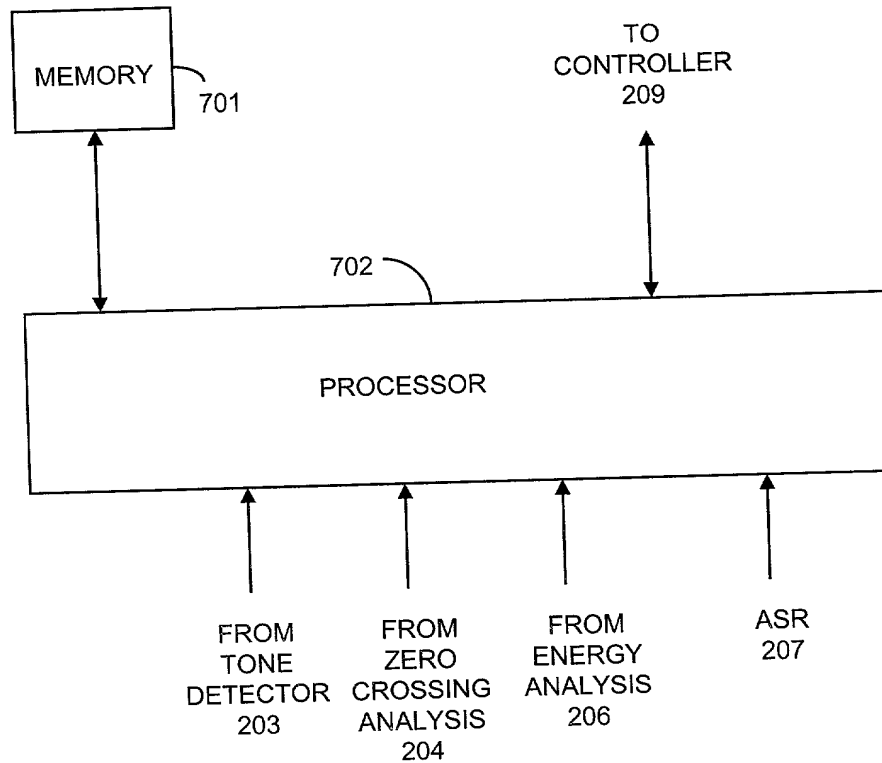 MEMORY
701
TO
CONTROLLER
209
702
PROCESSOR
FROM
TONE
DETECTOR
203
FROM
ZERO
CROSSING
ANALYSIS
204
FROM
ENERGY
ANALYSIS
206
ASR
207